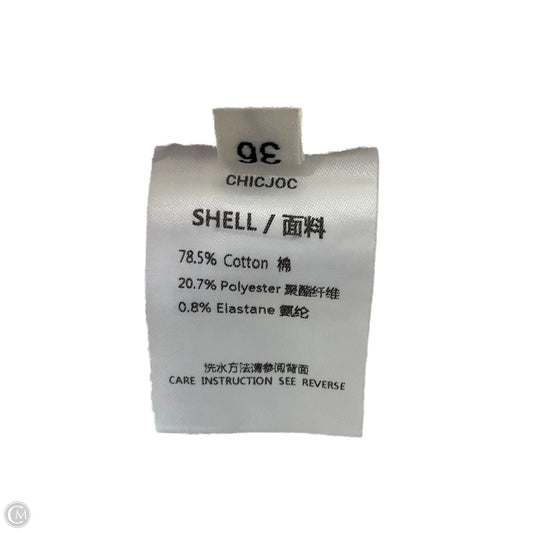 36
CHICJOC
SHELL / 面料
78.5% Cotton 棉
20.7% Polyester 聚酯纤维
0.8% Elastane 氨纶
洗水方法请参阅背面
CARE INSTRUCTION SEE REVERSE
CM